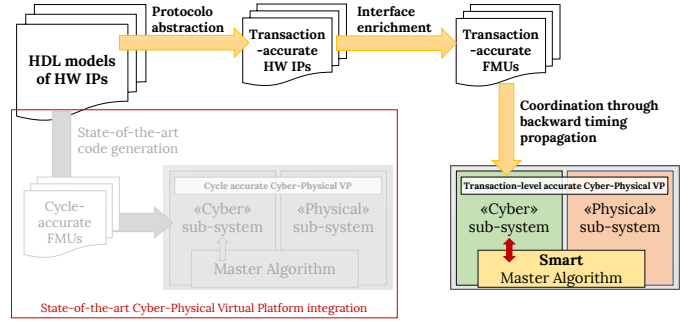 Protocolo
abstraction
Interface
enrichment
HDL models
of HW IPs
Transaction
-accurate
HW IPs
Transaction
-accurate
FMUs
Coordination through
backward timing
propagation
State-of-the-art
code generation
Cycle-
accurate
FMUs
Cycle accurate Cyber-Physical VP
«Cyber»
sub-system
«Physical»
sub-system
Master Algorithm
State-of-the-art Cyber-Physical Virtual Platform integration
Transaction-level accurate Cyber-Physical VP
«Cyber»
sub-system
«Physical»
sub-system
Smart
Master Algorithm